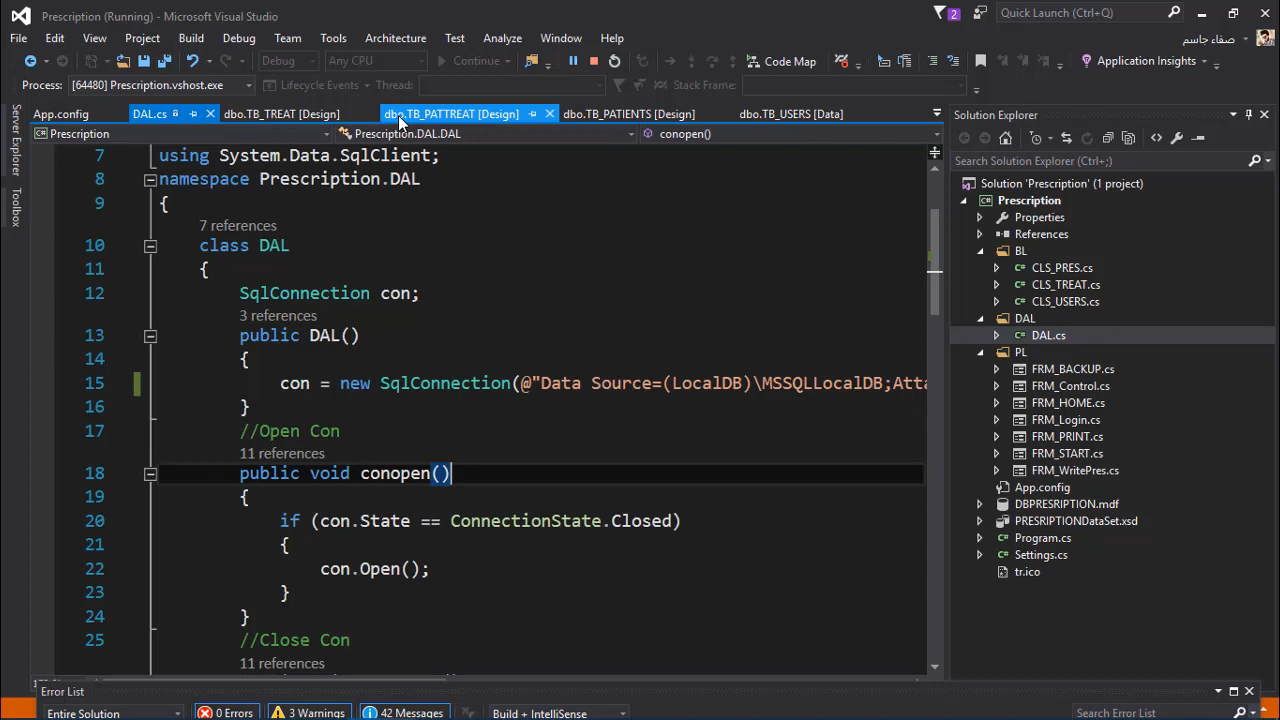 Prescription (Running) - Microsoft Visual Studio
2
Quick Launch (Ctrl+Q)
File Edit View Project Build Debug Team Tools Architecture Test Analyze Window Help
صفاء جاسم
Debug Any CPU Continue Code Map Application Insights
Process: [64480] Prescription.vshost.exe Lifecycle Events Thread: Stack Frame:
App.config DAL.cs dbo.TB_TREAT [Design] dbo.TB_PATTREAT [Design] dbo.TB_PATIENTS [Design] dbo.TB_USERS [Data]
Prescription Prescription.DAL.DAL conopen()
Server Explorer
Toolbox
7 using System.Data.SqlClient;
8 namespace Prescription.DAL
9 {
7 references
10 class DAL
11 {
12 SqlConnection con;
3 references
13 public DAL()
14 {
15 con = new SqlConnection(@"Data Source=(LocalDB)\MSSQLLocalDB;Atta
16 }
17 //Open Con
11 references
18 public void conopen()
19 {
20 if (con.State == ConnectionState.Closed)
21 {
22 con.Open();
23 }
24 }
25 //Close Con
11 references
Solution Explorer
Search Solution Explorer (Ctrl+;)
Solution 'Prescription' (1 project)
Prescription
Properties
References
BL
CLS_PRES.cs
CLS_TREAT.cs
CLS_USERS.cs
DAL
DAL.cs
PL
FRM_BACKUP.cs
FRM_Control.cs
FRM_HOME.cs
FRM_Login.cs
FRM_PRINT.cs
FRM_START.cs
FRM_WritePres.cs
App.config
DBPRESRIPTION.mdf
PRESRIPTIONDataSet.xsd
Program.cs
Settings.cs
tr.ico
Error List
Entire Solution 0 Errors 3 Warnings 42 Messages Build + IntelliSense Search Error List